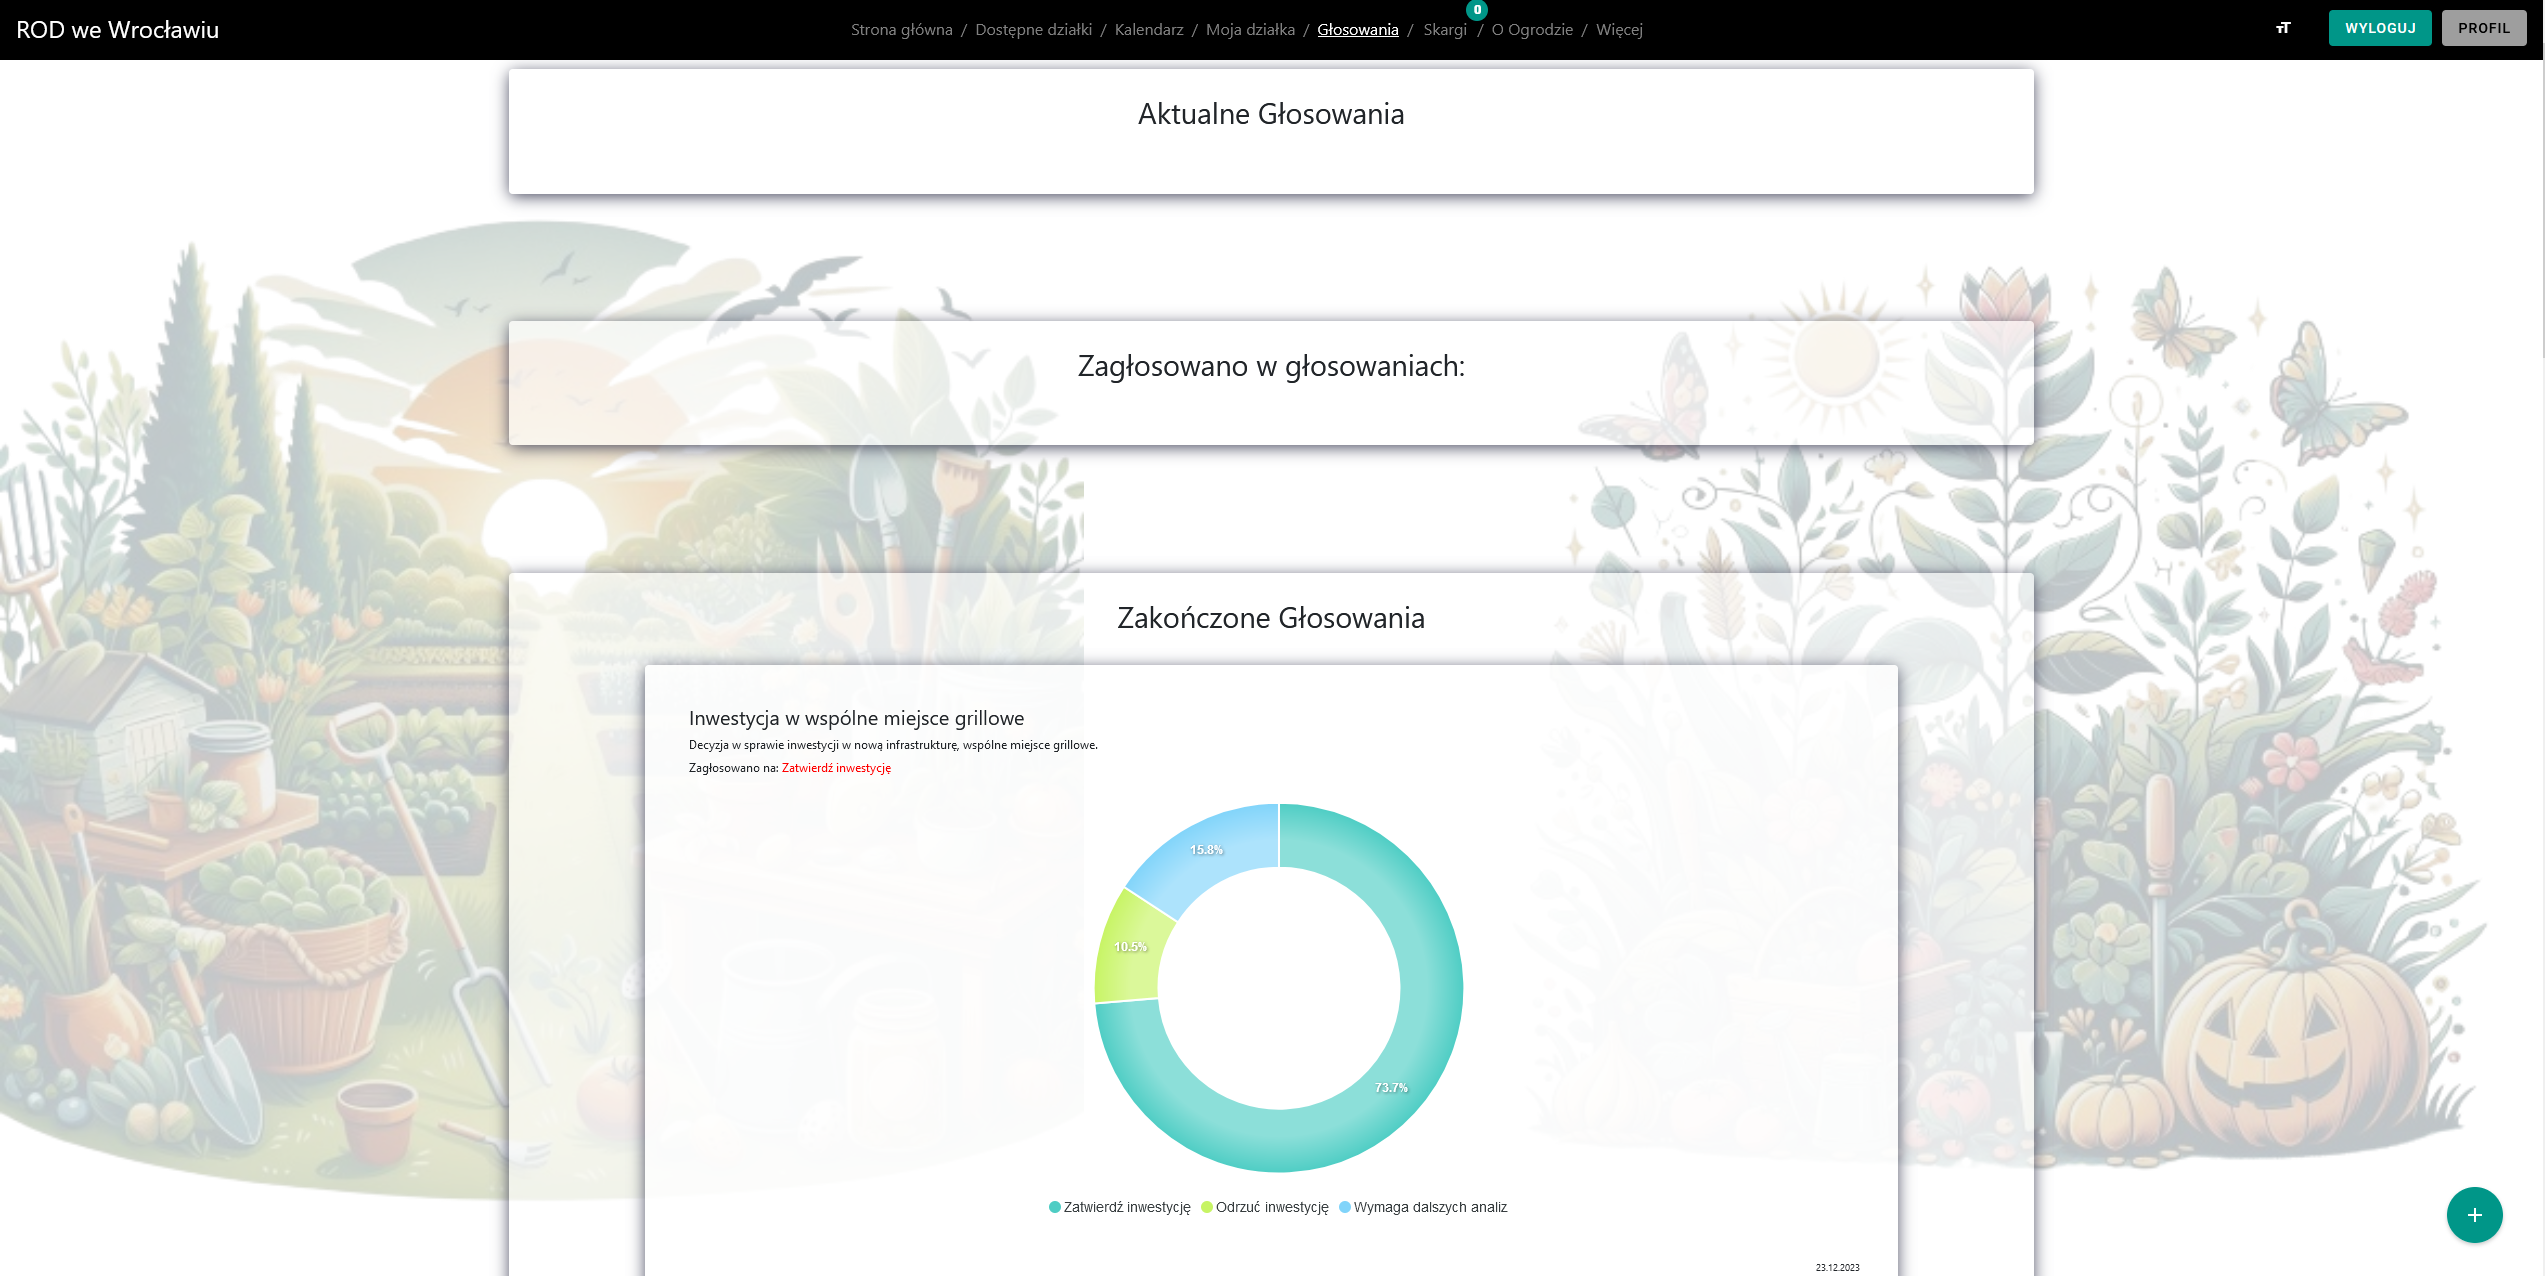 ROD we Wrocławiu
Strona główna / Dostępne działki / Kalendarz / Moja działka / Głosowania / Skargi 0 / O Ogrodzie / Więcej
WYLOGUJ PROFIL
Aktualne Głosowania
Zagłosowano w głosowaniach:
Zakończone Głosowania
Inwestycja w wspólne miejsce grillowe
Decyzja w sprawie inwestycji w nową infrastrukturę, wspólne miejsce grillowe.
Zagłosowano na: Zatwierdź inwestycję
15.8%
10.5%
73.7%
Zatwierdź inwestycję Odrzuć inwestycję Wymaga dalszych analiz
23.12.2023